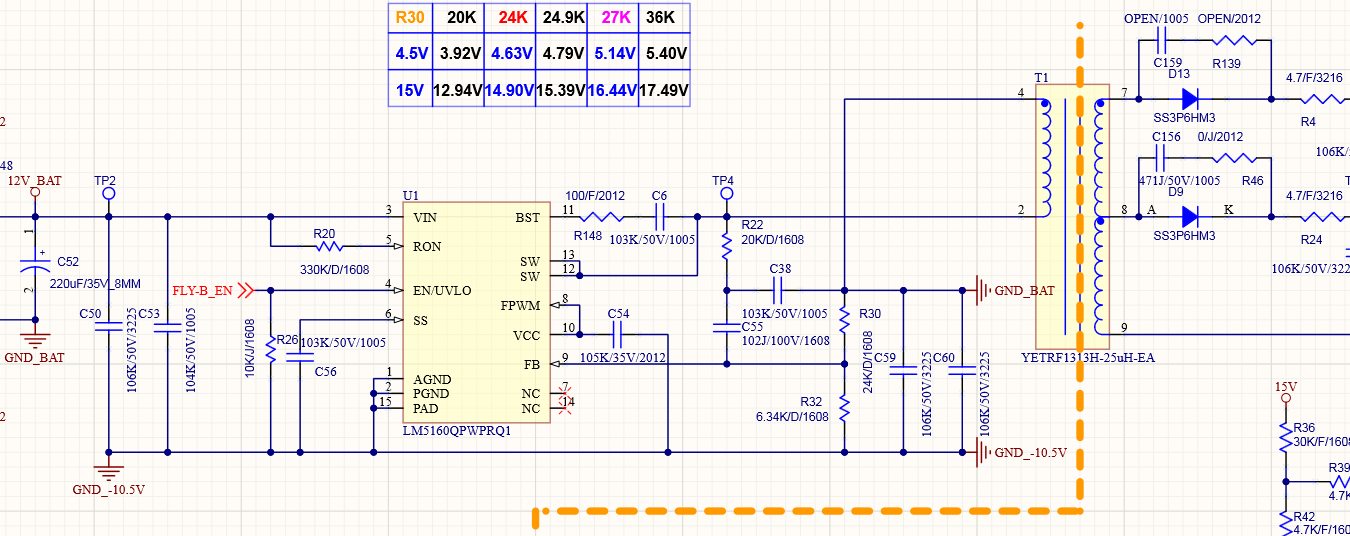 R30 20K 24K 24.9K 27K 36K
4.5V 3.92V 4.63V 4.79V 5.14V 5.40V
15V 12.94V 14.90V 15.39V 16.44V 17.49V
OPEN/1005 OPEN/2012
C159 R139
D13
SS3P6HM3
4.7/F/3216
R4
T1
4
7
2
48
12V_BAT
TP2
C156 0/J/2012
471J/50V/1005 R46
D9
106K/
4.7/F/3216
8 A K
SS3P6HM3
R24
106K/50V/322
9
YETRF1313H-25uH-EA
1
+
C52
220uF/35V_8MM
2
GND_BAT
C50
106K/50V/3225
C53
104K/50V/1005
GND_-10.5V
R20
330K/D/1608
FLY-B_EN
R26
10K/J/1608
103K/50V/1005
C56
U1
3 VIN
5 RON
4 EN/UVLO
6 SS
1 AGND
2 PGND
15 PAD
BST 11
SW 13
SW 12
FPWM 8
VCC 10
FB 9
NC 7
NC 14
LM5160QPWPRQ1
100/F/2012
R148
C6
103K/50V/1005
TP4
R22
20K/D/1608
C38
103K/50V/1005
C55
102J/100V/1608
C54
105K/35V/2012
R30
24K/D/1608
R32
6.34K/D/1608
C59
106K/50V/3225
C60
106K/50V/3225
GND_BAT
GND_-10.5V
2
2
15V
R36
30K/F/1608
R39
4.7K
R42
4.7K/F/160